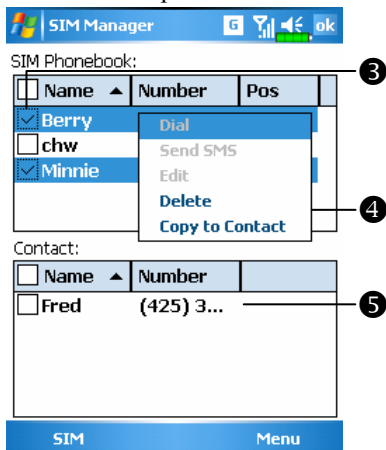 SIM Manager G ok
SIM Phonebook:
Name Number Pos
Berry
chw
Minnie
Dial
Send SMS
Edit
Delete
Copy to Contact
Contact:
Name Number
Fred (425) 3...
SIM Menu
3
4
5